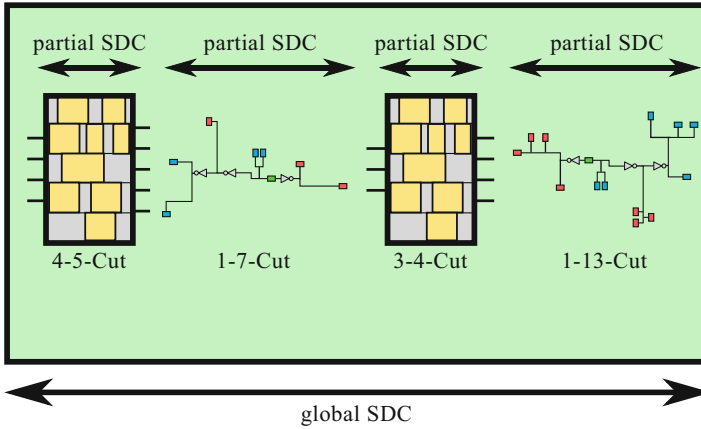 partial SDC partial SDC partial SDC partial SDC
4-5-Cut 1-7-Cut 3-4-Cut 1-13-Cut
global SDC